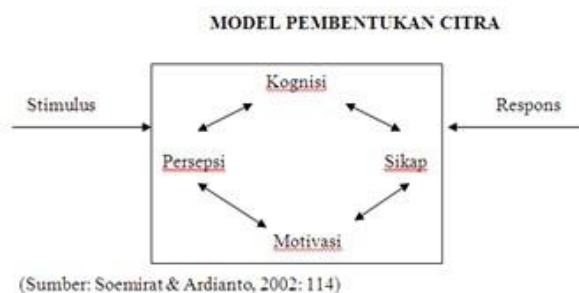 MODEL PEMBENTUKAN CITRA
Kognisi
Stimulus
Respons
Persepsi
Sikap
Motivasi
(Sumber: Soemirat & Ardianto, 2002: 114)